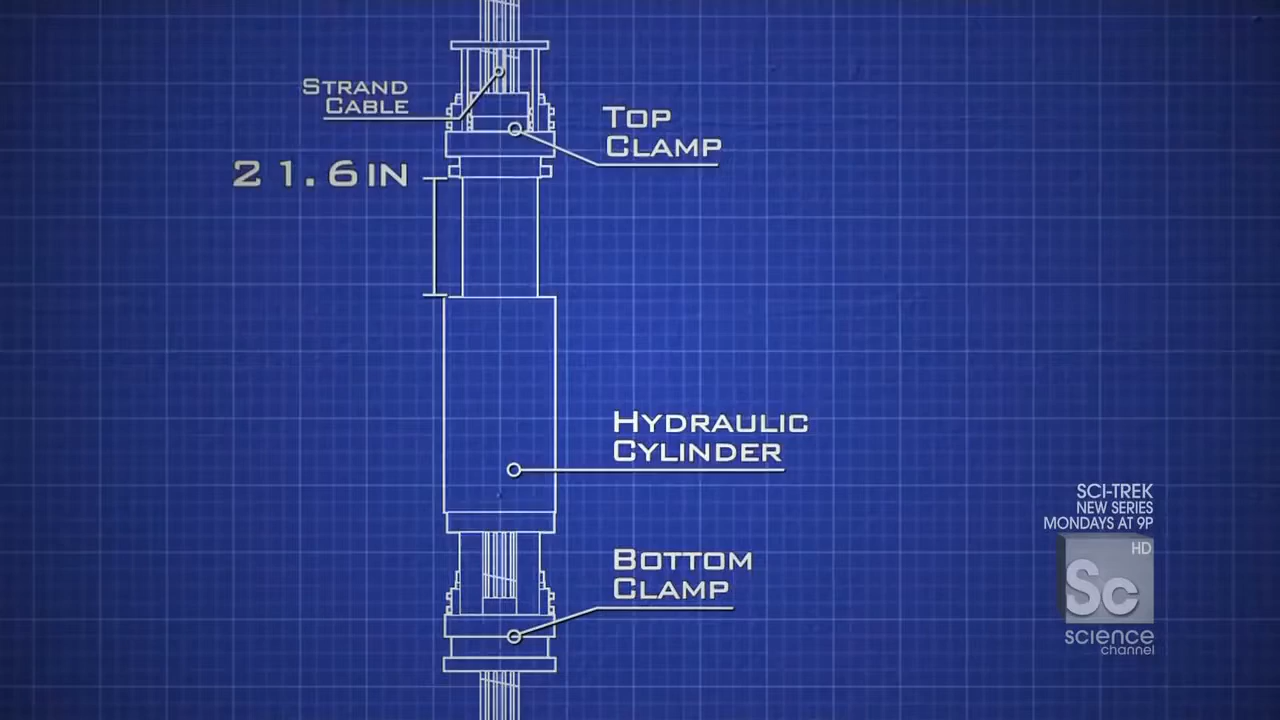 STRAND
CABLE
TOP
CLAMP
21.6IN
HYDRAULIC
CYLINDER
BOTTOM
CLAMP
SCI-TREK
NEW SERIES
MONDAYS AT 9P
HD
Sc
science
channel